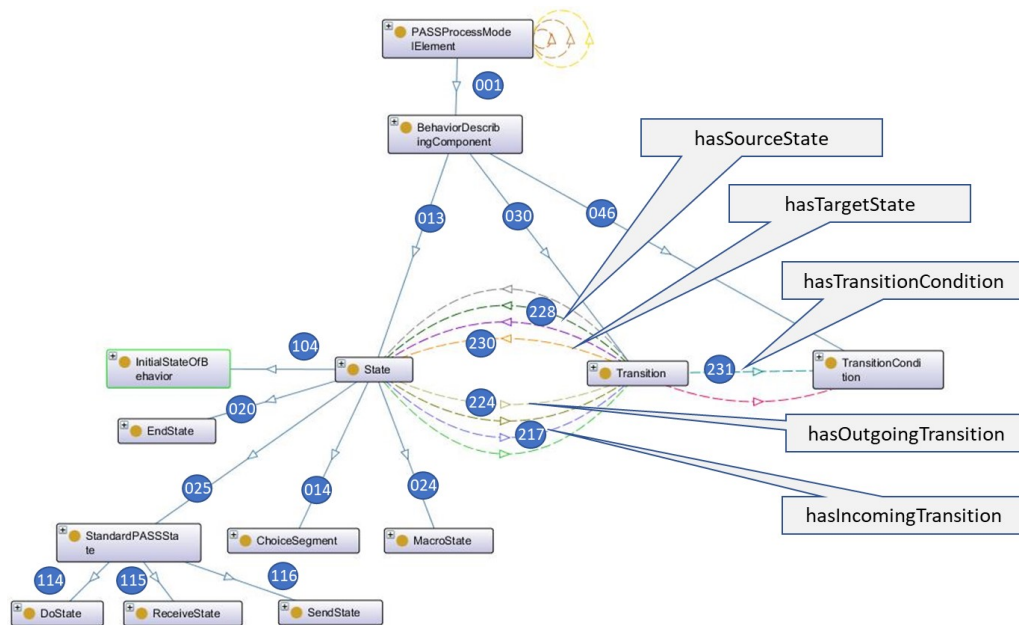 PASSProcessMode
lElement
001
BehaviorDescrib
ingComponent
hasSourceState
hasTargetState
013
030
046
hasTransitionCondition
228
104
230
InitialStateOfB
ehavior
State
Transition
231
TransitionCondi
tion
020
224
EndState
217
hasOutgoingTransition
025
014
024
hasIncomingTransition
StandardPASSSta
te
ChoiceSegment
MacroState
114
115
116
DoState
ReceiveState
SendState